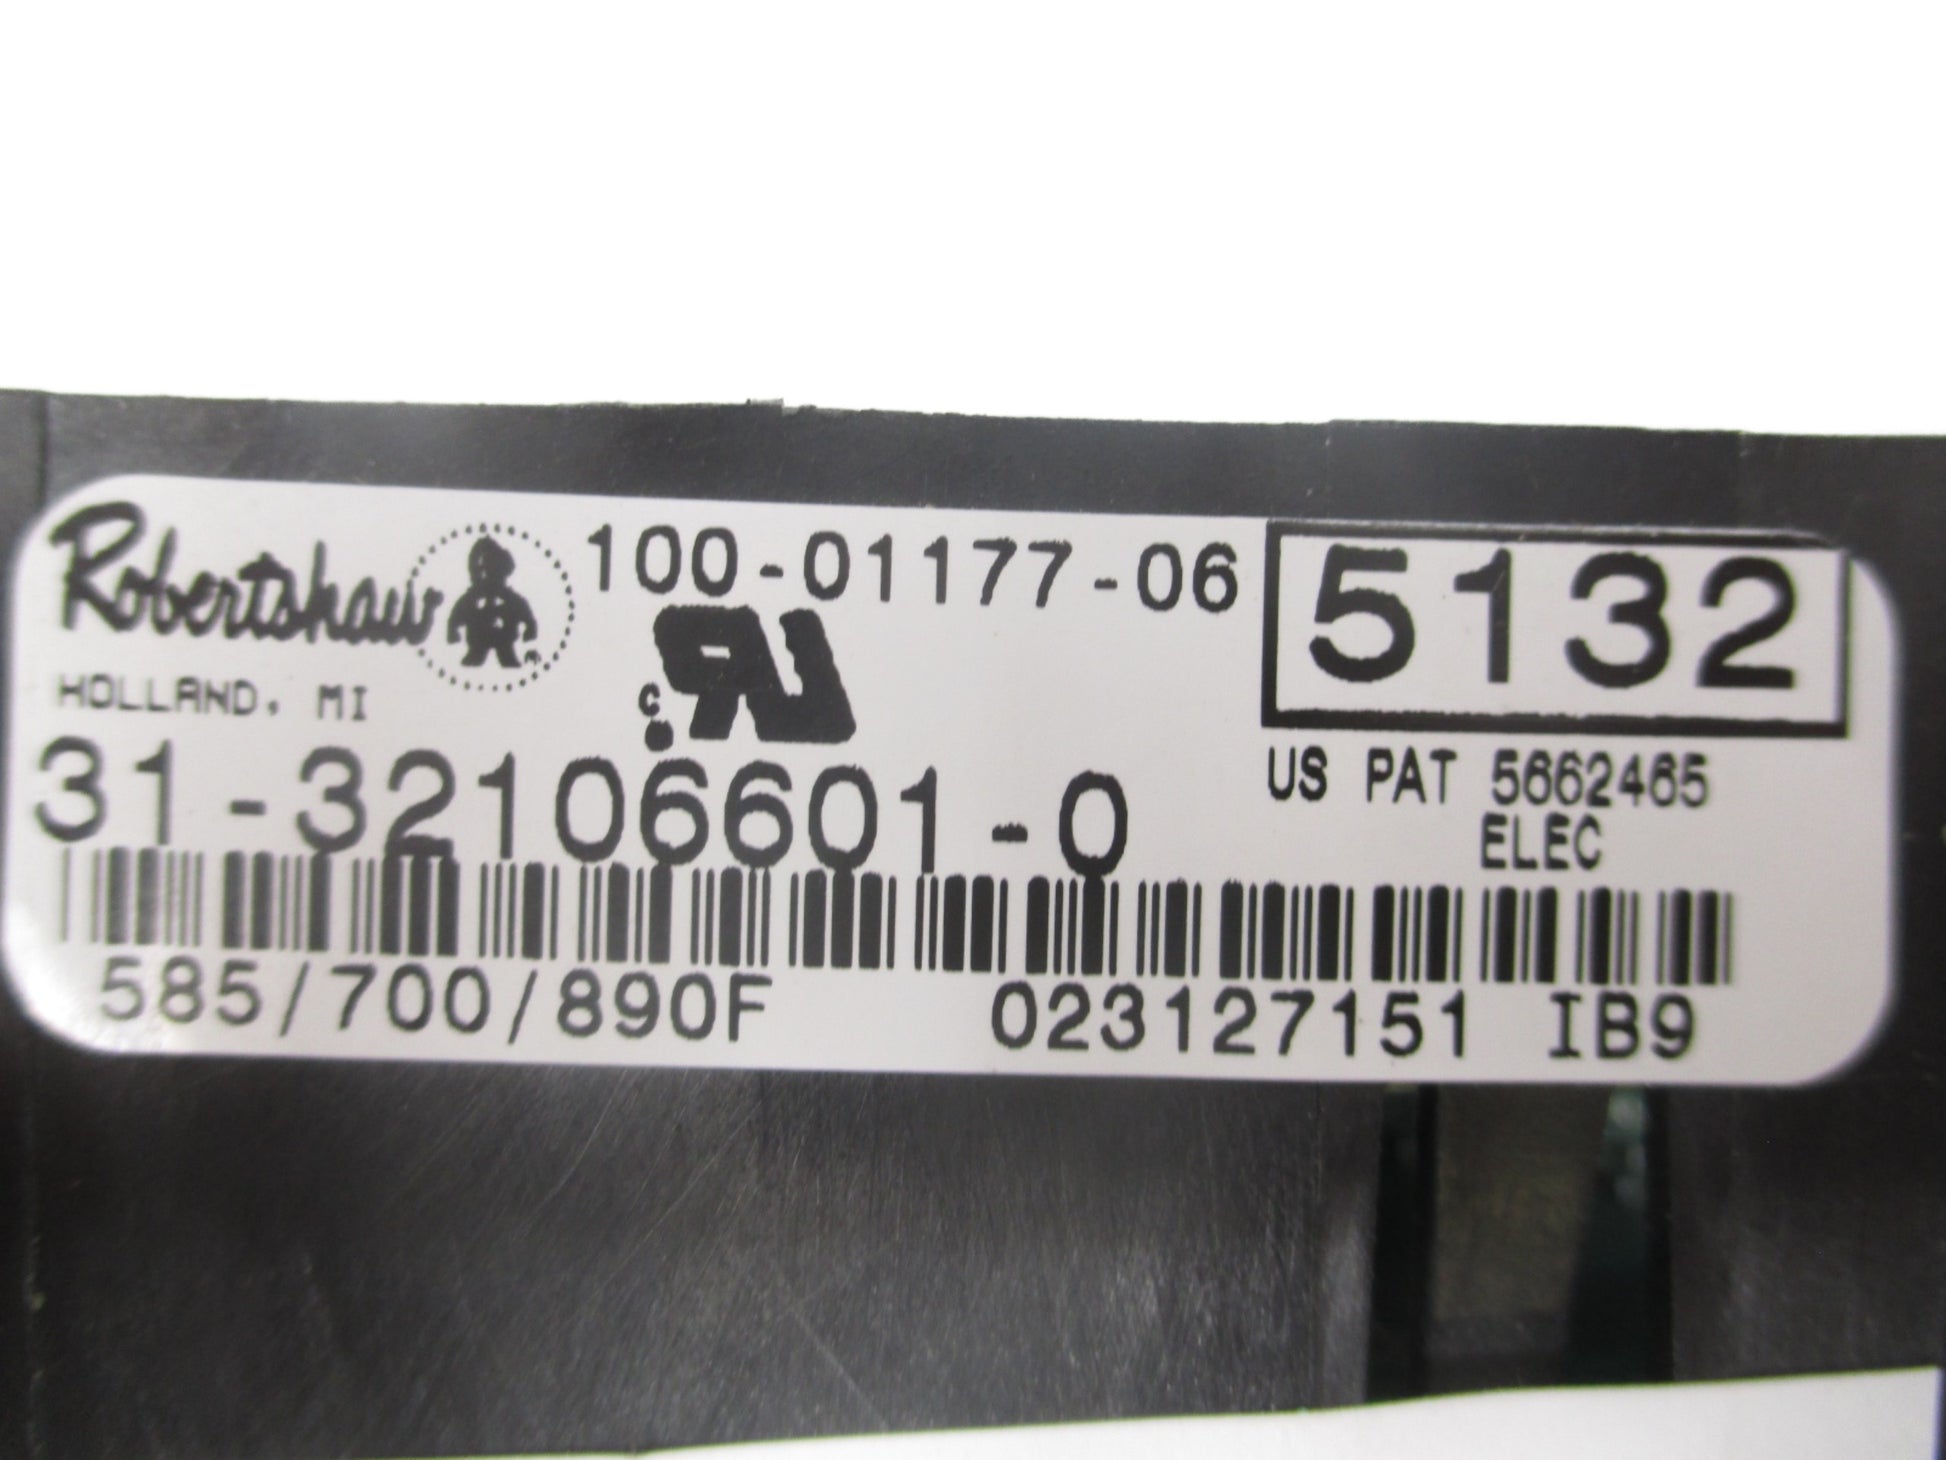 Robertshaw 100-01177-06 5132
HOLLAND, MI
31-32106601-0
US PAT 5662465
ELEC
585/700/890F 023127151 IB9